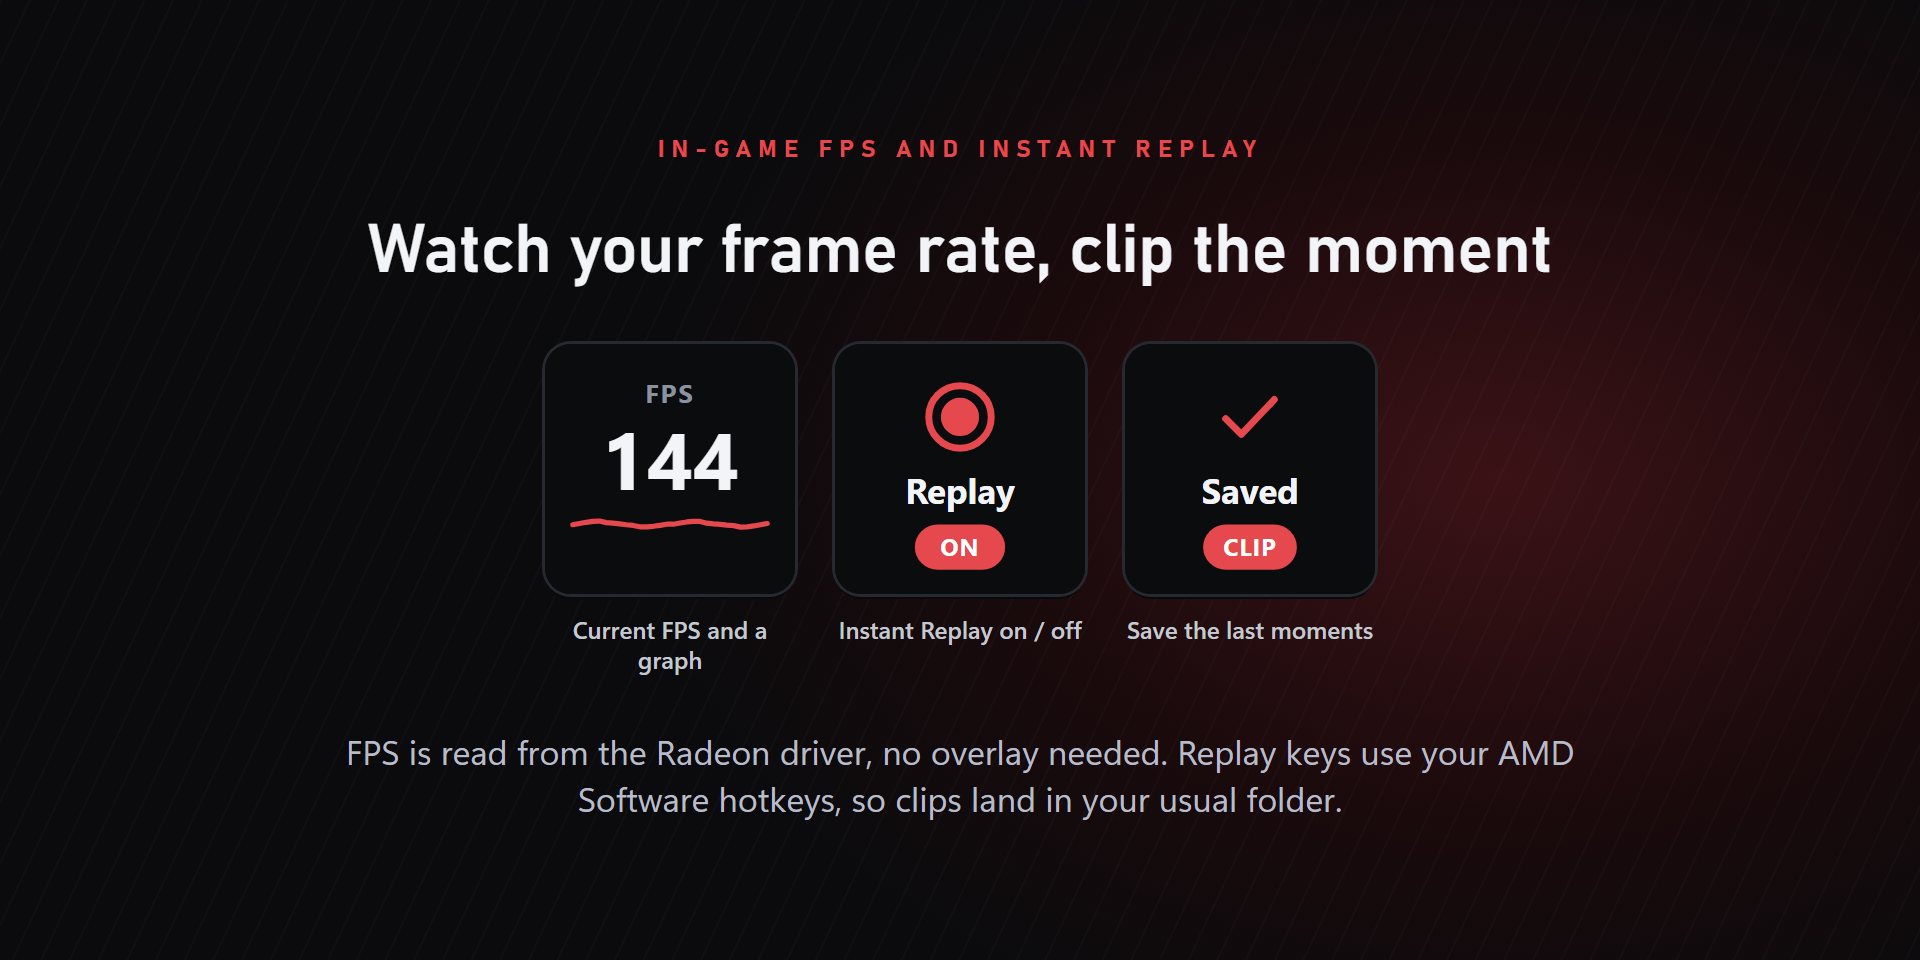 IN-GAME FPS AND INSTANT REPLAY
Watch your frame rate, clip the moment
FPS
144
Replay
ON
Saved
CLIP
Current FPS and a
graph
Instant Replay on / off
Save the last moments
FPS is read from the Radeon driver, no overlay needed. Replay keys use your AMD
Software hotkeys, so clips land in your usual folder.